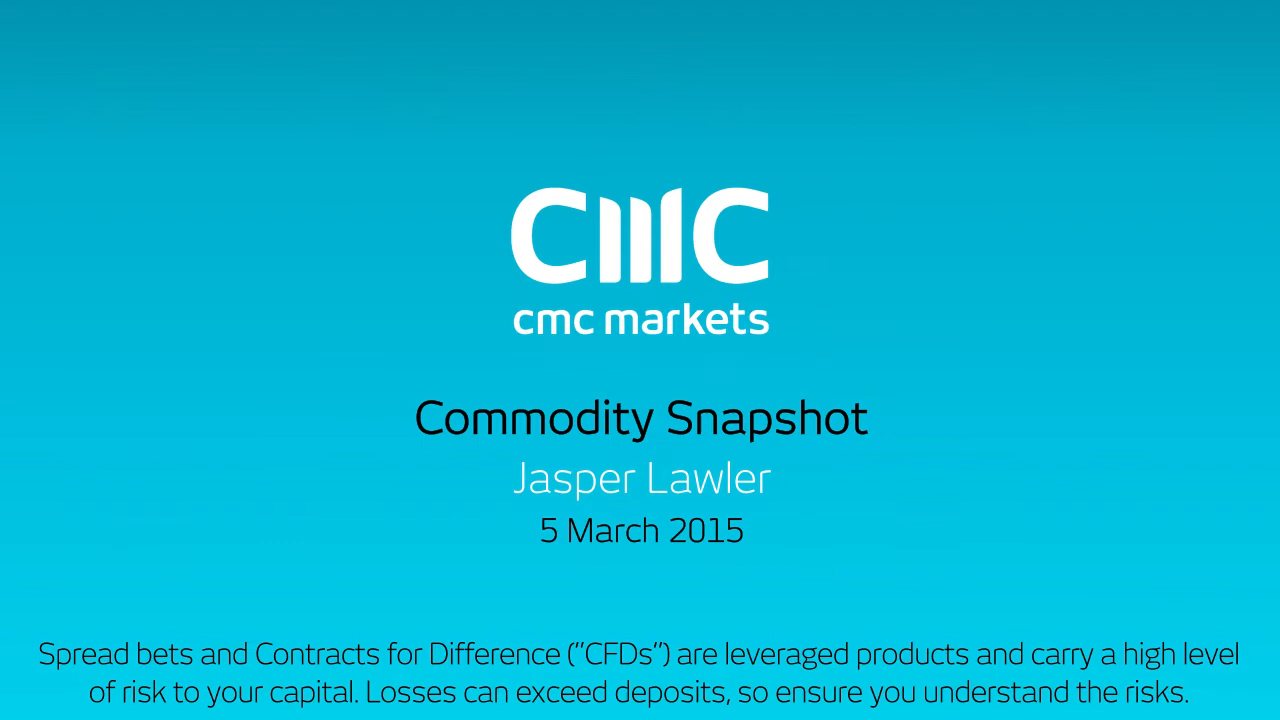 CMC
cmc markets
Commodity Snapshot
Jasper Lawler
5 March 2015
Spread bets and Contracts for Difference (“CFDs”) are leveraged products and carry a high level
of risk to your capital. Losses can exceed deposits, so ensure you understand the risks.